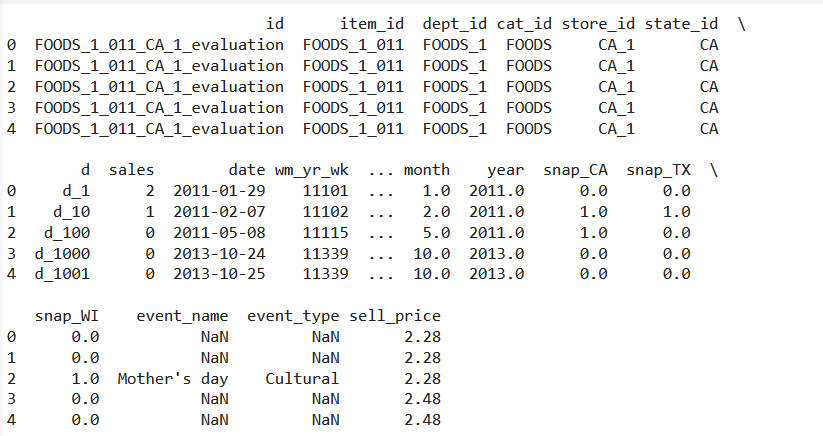 id item_id dept_id cat_id store_id state_id \
0 FOODS_1_011_CA_1_evaluation FOODS_1_011 FOODS_1 FOODS CA_1 CA
1 FOODS_1_011_CA_1_evaluation FOODS_1_011 FOODS_1 FOODS CA_1 CA
2 FOODS_1_011_CA_1_evaluation FOODS_1_011 FOODS_1 FOODS CA_1 CA
3 FOODS_1_011_CA_1_evaluation FOODS_1_011 FOODS_1 FOODS CA_1 CA
4 FOODS_1_011_CA_1_evaluation FOODS_1_011 FOODS_1 FOODS CA_1 CA
d sales date wm_yr_wk ... month year snap_CA snap_TX \
0 d_1 2 2011-01-29 11101 ... 1.0 2011.0 0.0 0.0
1 d_10 1 2011-02-07 11102 ... 2.0 2011.0 1.0 1.0
2 d_100 0 2011-05-08 11115 ... 5.0 2011.0 1.0 0.0
3 d_1000 0 2013-10-24 11339 ... 10.0 2013.0 0.0 0.0
4 d_1001 0 2013-10-25 11339 ... 10.0 2013.0 0.0 0.0
snap_WI event_name event_type sell_price
0 0.0 NaN NaN 2.28
1 0.0 NaN NaN 2.28
2 1.0 Mother's day Cultural 2.28
3 0.0 NaN NaN 2.48
4 0.0 NaN NaN 2.48